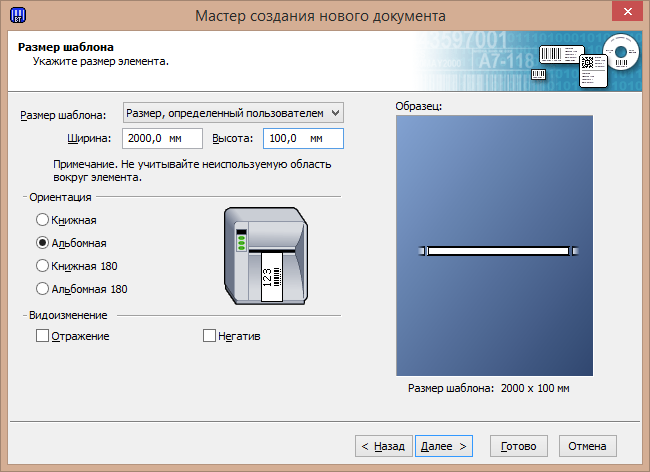 Мастер создания нового документа
BT
Размер шаблона
Укажите размер элемента.
3597001
A7-118
Размер шаблона: Размер, определенный пользователем
Ширина: 2000,0 мм Высота: 100,0 мм
Примечание. Не учитывайте неиспользуемую область
вокруг элемента.
Ориентация
Книжная
Альбомная
Книжная 180
Альбомная 180
123
Видоизменение
Отражение Негатив
Образец:
Размер шаблона: 2000 x 100 мм
< Назад Далее > Готово Отмена